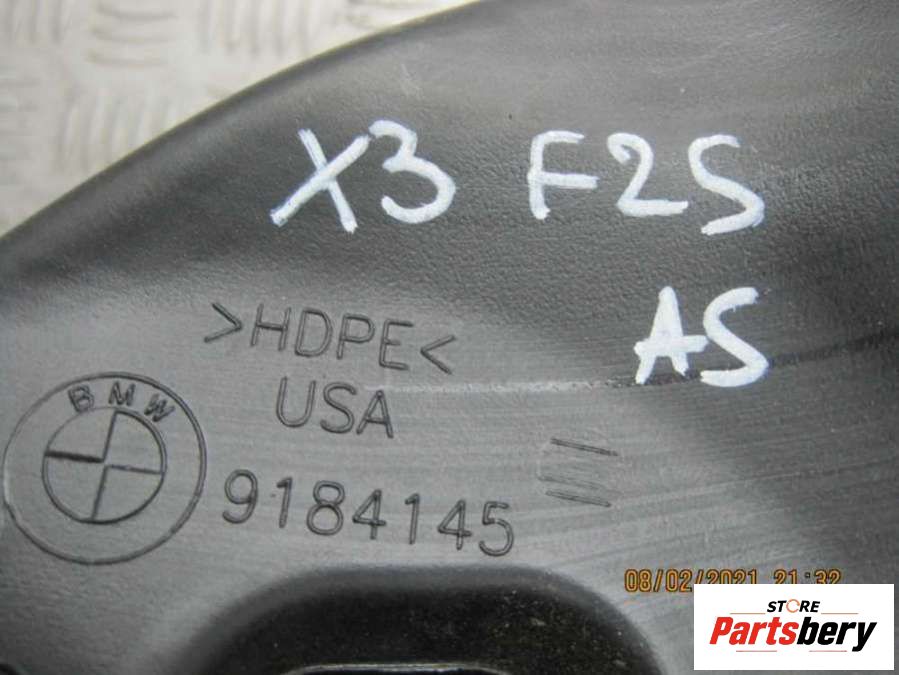 X3 F25
AS
>HDPE<
USA
BMW
9184145
08/02/2021 21:32
STORE
Partsbery